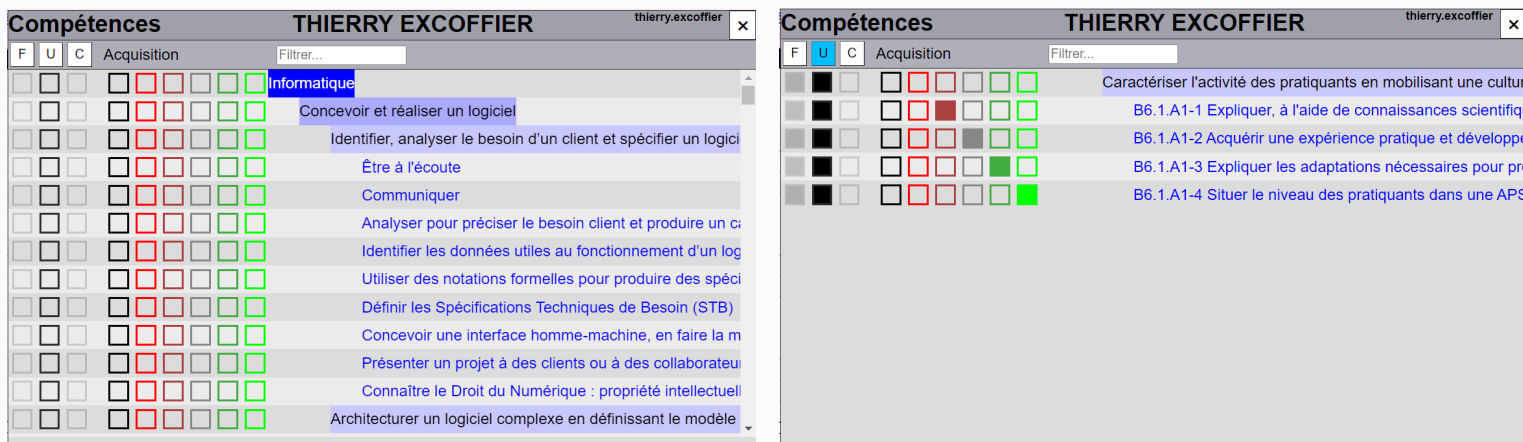 Compétences THIERRY EXCOFFIER thierry.excoffier ×
F U C Acquisition Filtrer...
Informatique
Concevoir et réaliser un logiciel
Identifier, analyser le besoin d’un client et spécifier un logici
Être à l'écoute
Communiquer
Analyser pour préciser le besoin client et produire un ca
Identifier les données utiles au fonctionnement d’un log
Utiliser des notations formelles pour produire des spéci
Définir les Spécifications Techniques de Besoin (STB)
Concevoir une interface homme-machine, en faire la m
Présenter un projet à des clients ou à des collaborateu
Connaître le Droit du Numérique : propriété intellectuell
Architecturer un logiciel complexe en définissant le modèle
Compétences THIERRY EXCOFFIER thierry.excoffier ×
F U C Acquisition Filtrer...
Caractériser l'activité des pratiquants en mobilisant une cultur
B6.1.A1-1 Expliquer, à l'aide de connaissances scientifiq
B6.1.A1-2 Acquérir une expérience pratique et développe
B6.1.A1-3 Expliquer les adaptations nécessaires pour pr
B6.1.A1-4 Situer le niveau des pratiquants dans une APS